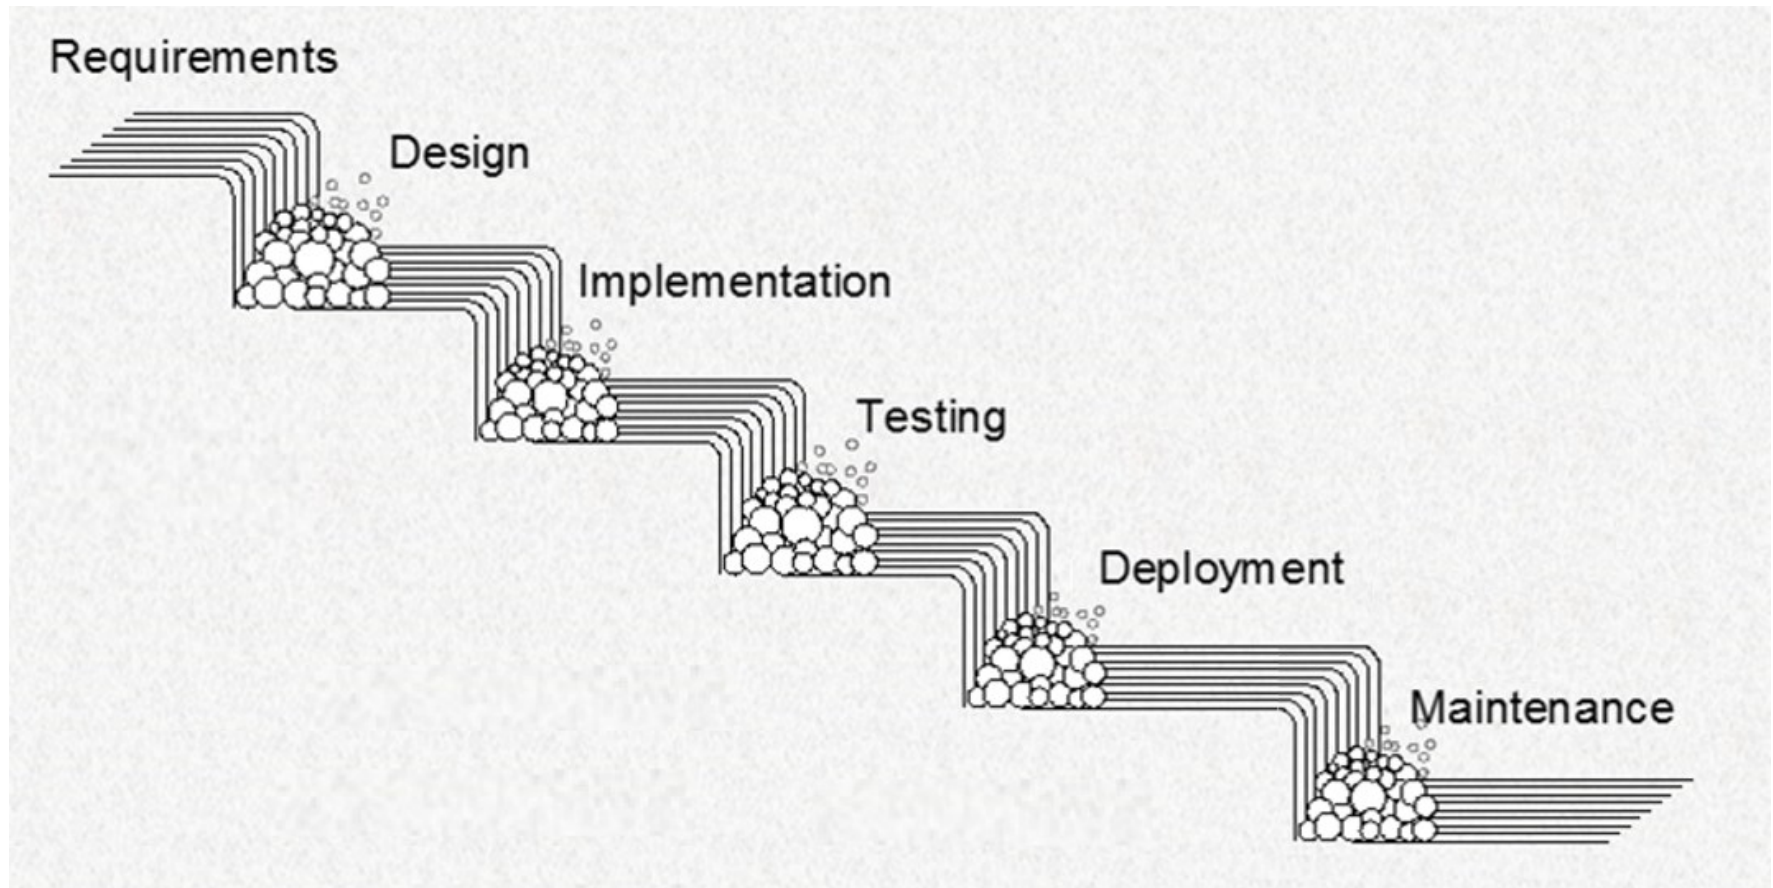 Requirements
Design
Implementation
Testing
Deployment
Maintenance